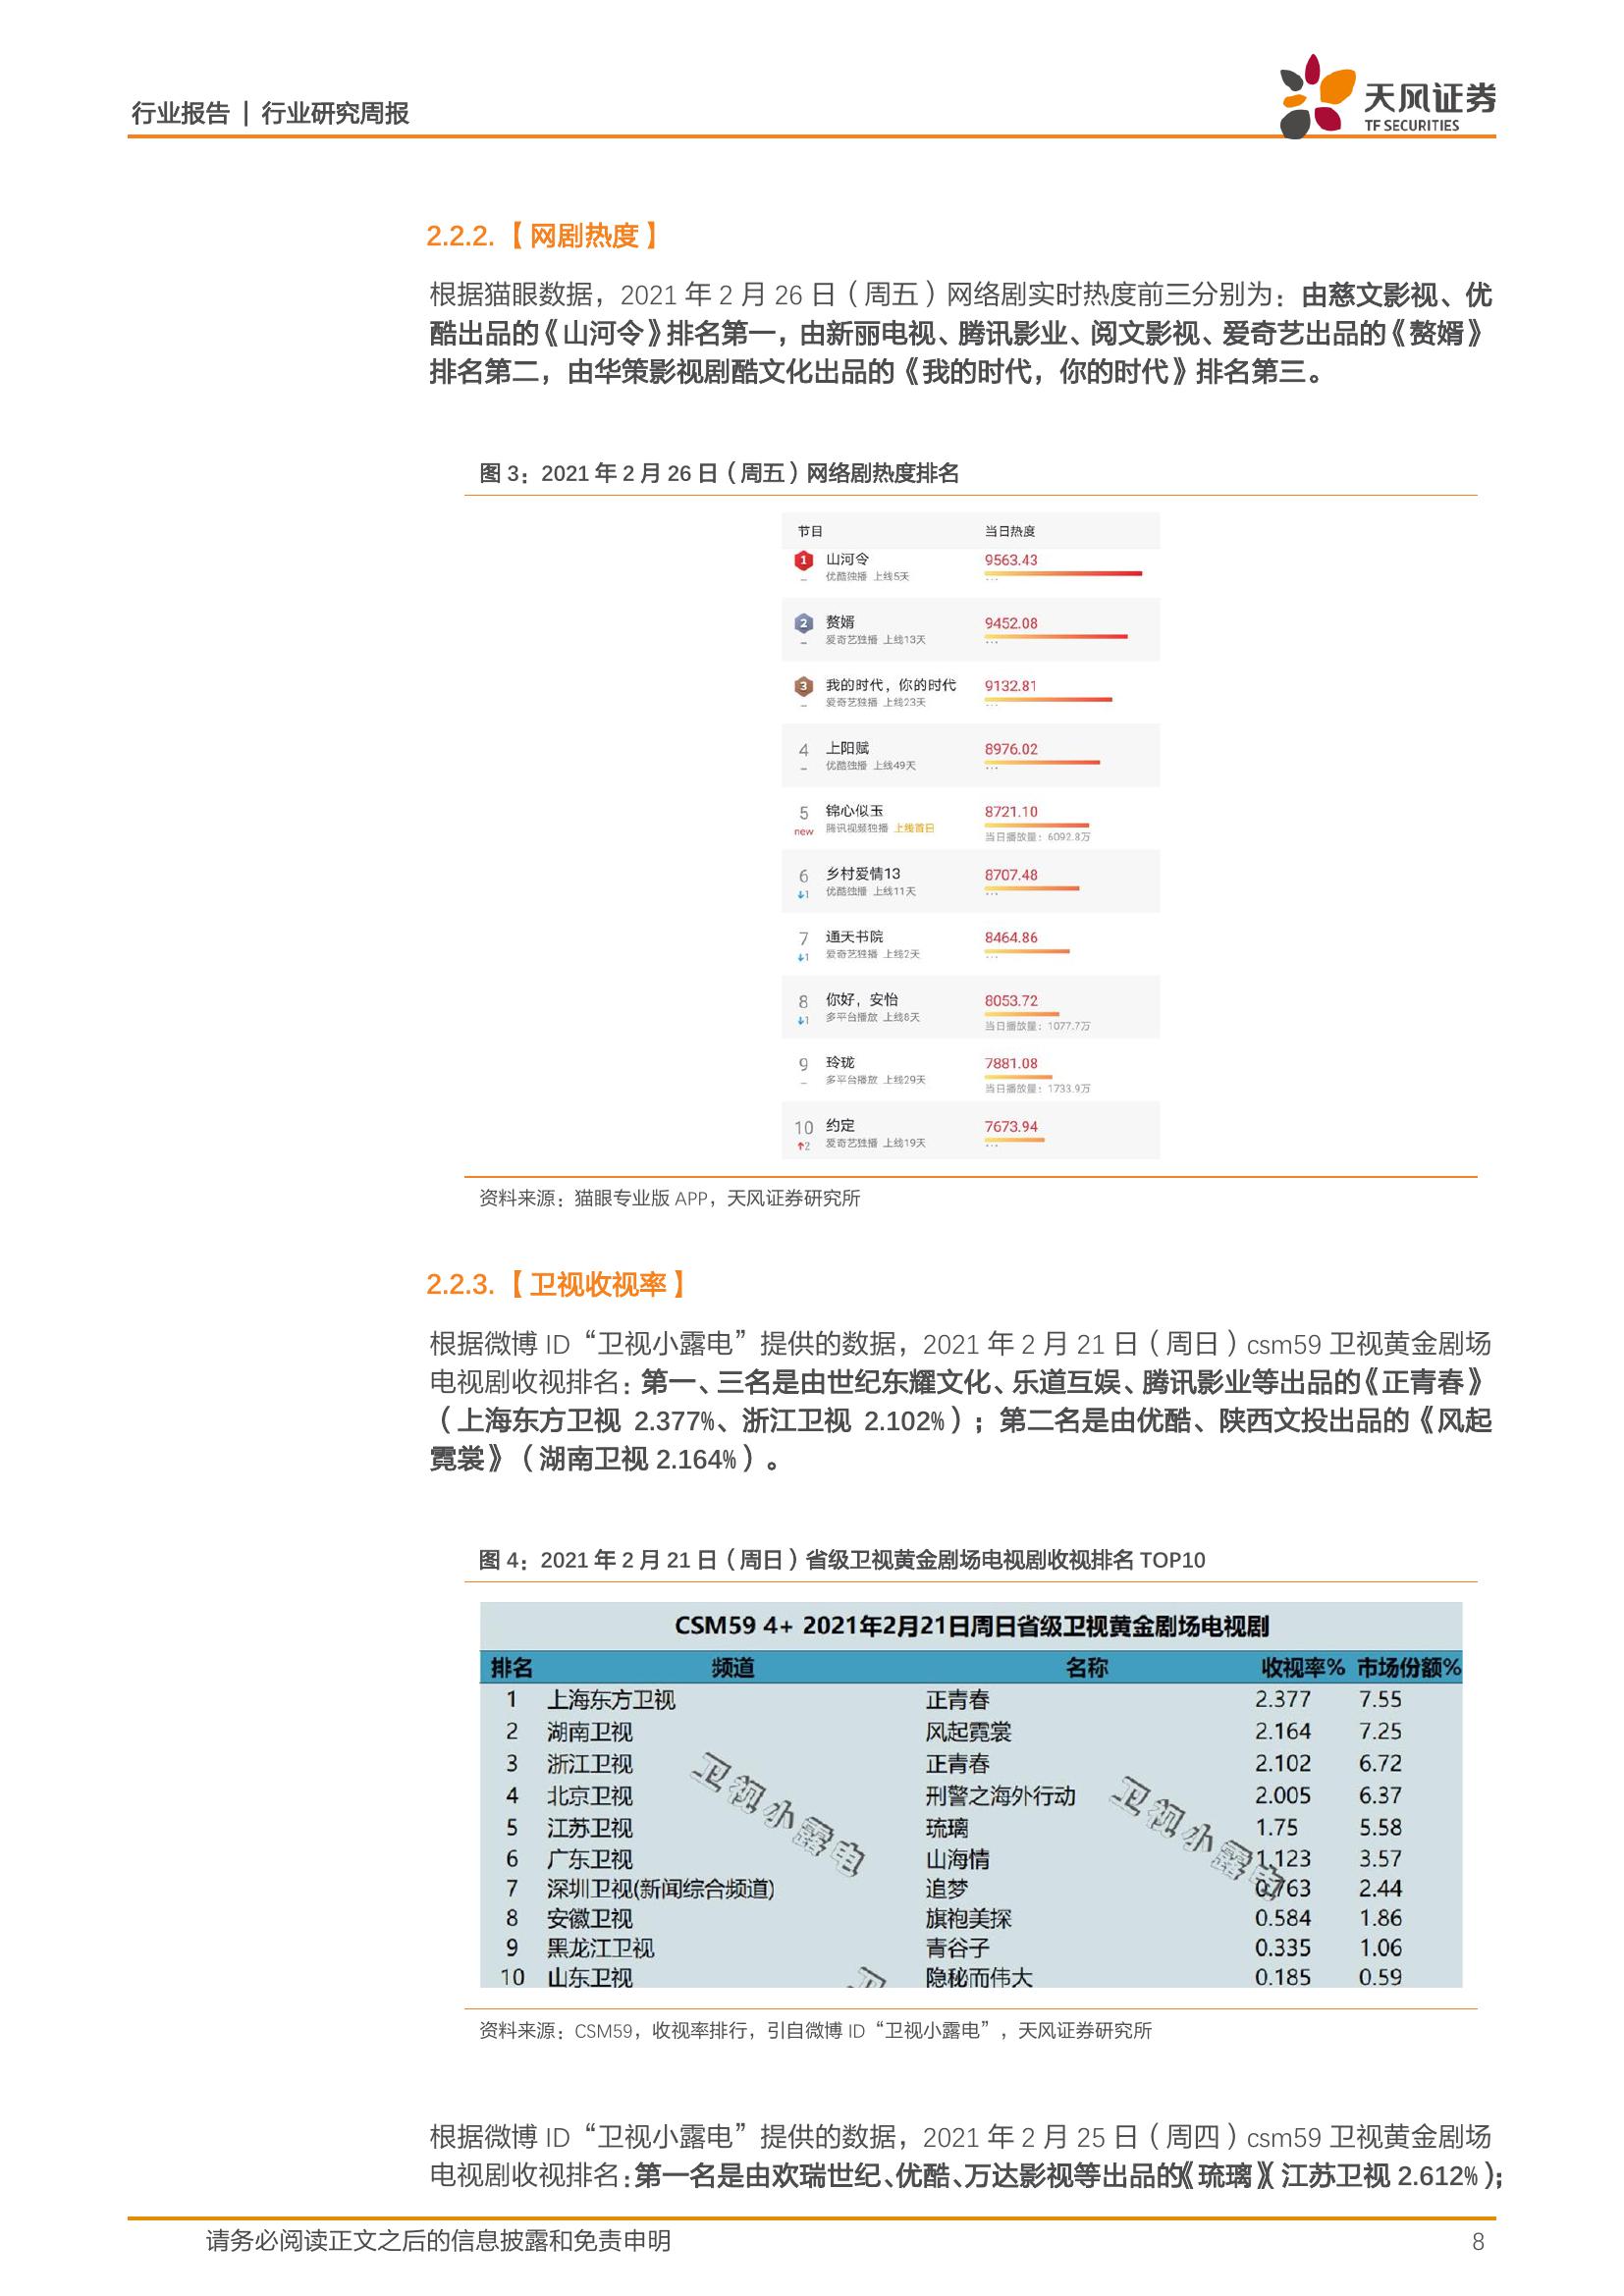 行业报告 | 行业研究周报
天风证券
TF SECURITIES
2.2.2.【网剧热度】
根据猫眼数据，2021 年 2 月 26 日（周五）网络剧实时热度前三分别为：由慈文影视、优
酷出品的《山河令》排名第一，由新丽电视、腾讯影业、阅文影视、爱奇艺出品的《赘婿》
排名第二，由华策影视剧酷文化出品的《我的时代，你的时代》排名第三。
图 3：2021 年 2 月 26 日（周五）网络剧热度排名
节目 当日热度
1 山河令 9563.43
– 优酷独播 上线5天 ...
2 赘婿 9452.08
– 爱奇艺独播 上线13天 ...
3 我的时代，你的时代 9132.81
– 爱奇艺独播 上线23天 ...
4 上阳赋 8976.02
– 优酷独播 上线49天 ...
5 锦心似玉 8721.10
new 腾讯视频独播 上线首日 当日播放量：6092.8万
6 乡村爱情13 8707.48
↓1 优酷独播 上线11天 ...
7 通天书院 8464.86
↓1 爱奇艺独播 上线2天 ...
8 你好，安怡 8053.72
↓1 多平台播放 上线8天 当日播放量：1077.7万
9 玲珑 7881.08
– 多平台播放 上线29天 当日播放量：1733.9万
10 约定 7673.94
↑2 爱奇艺独播 上线19天 ...
资料来源：猫眼专业版 APP，天风证券研究所
2.2.3.【卫视收视率】
根据微博 ID“卫视小露电”提供的数据，2021 年 2 月 21 日（周日）csm59 卫视黄金剧场
电视剧收视排名：第一、三名是由世纪东耀文化、乐道互娱、腾讯影业等出品的《正青春》
（上海东方卫视 2.377%、浙江卫视 2.102%）；第二名是由优酷、陕西文投出品的《风起
霓裳》（湖南卫视 2.164%）。
图 4：2021 年 2 月 21 日（周日）省级卫视黄金剧场电视剧收视排名 TOP10
CSM59 4+ 2021年2月21日周日省级卫视黄金剧场电视剧
排名 频道 名称 收视率% 市场份额%
1 上海东方卫视 正青春 2.377 7.55
2 湖南卫视 风起霓裳 2.164 7.25
3 浙江卫视 正青春 2.102 6.72
4 北京卫视 刑警之海外行动 2.005 6.37
5 江苏卫视 琉璃 1.75 5.58
6 广东卫视 山海情 1.123 3.57
7 深圳卫视(新闻综合频道) 追梦 0.763 2.44
8 安徽卫视 旗袍美探 0.584 1.86
9 黑龙江卫视 青谷子 0.335 1.06
10 山东卫视 隐秘而伟大 0.185 0.59
卫视小露电
卫视小露电
卫
资料来源：CSM59，收视率排行，引自微博 ID“卫视小露电”，天风证券研究所
根据微博 ID“卫视小露电”提供的数据，2021 年 2 月 25 日（周四）csm59 卫视黄金剧场
电视剧收视排名：第一名是由欢瑞世纪、优酷、万达影视等出品的《琉璃》（江苏卫视 2.612%）；
请务必阅读正文之后的信息披露和免责申明 8